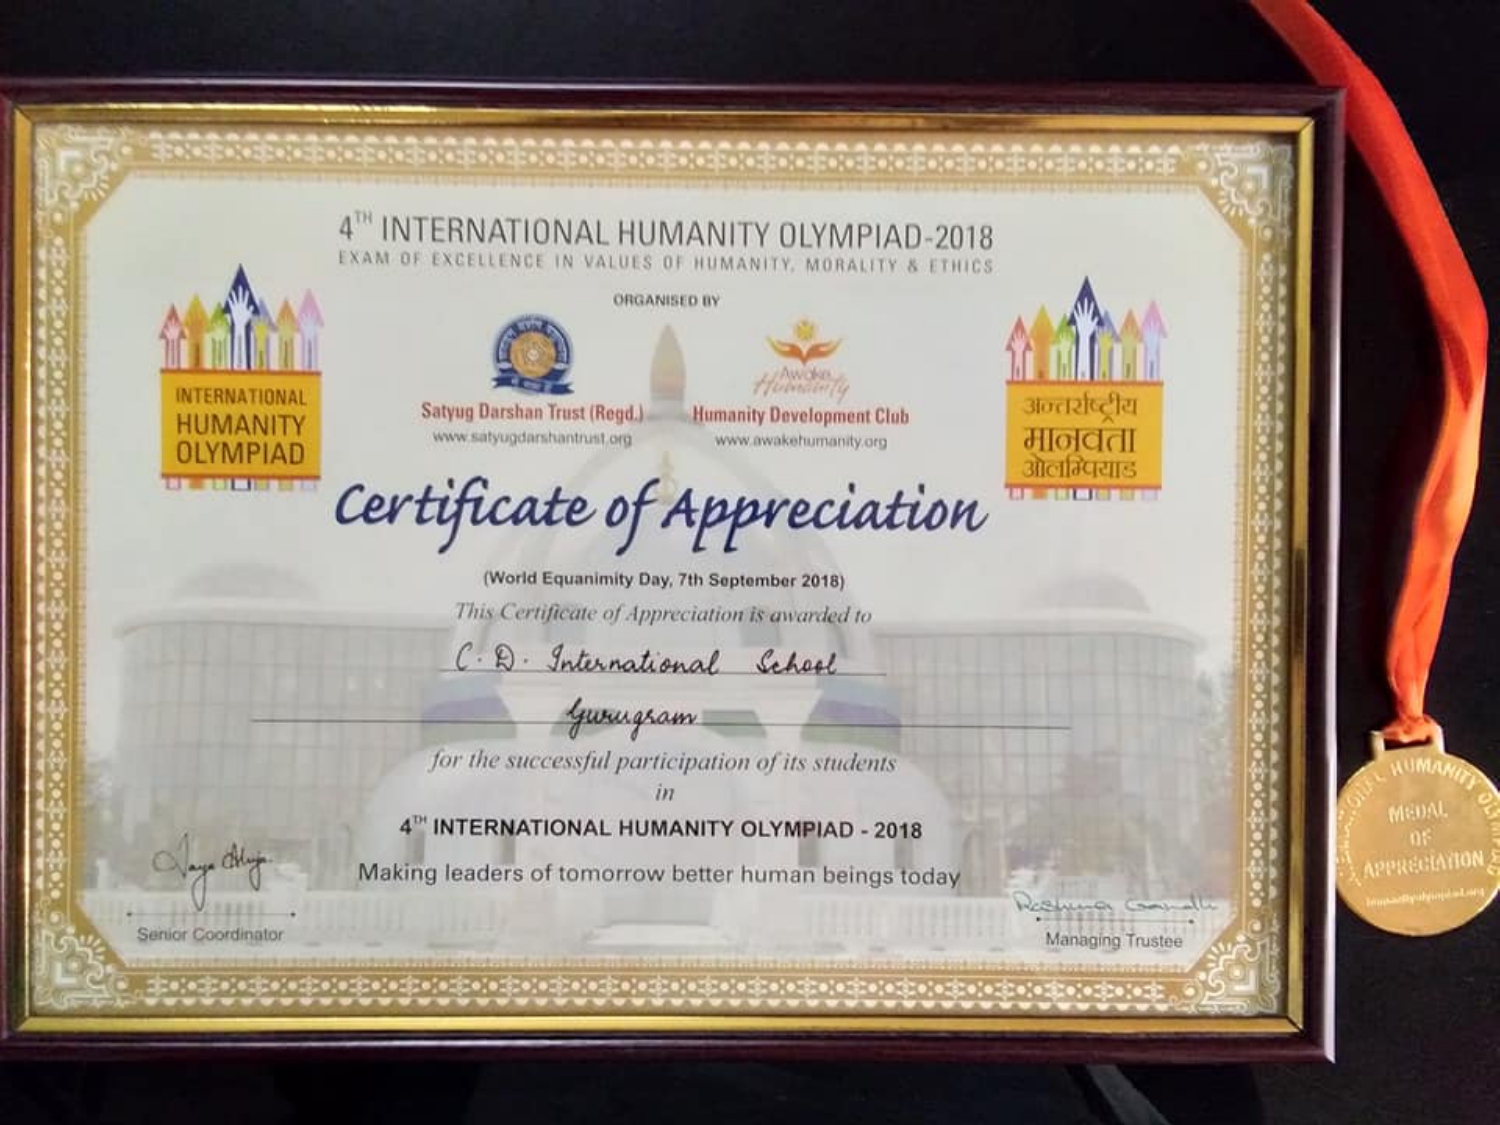 4TH INTERNATIONAL HUMANITY OLYMPIAD-2018
EXAM OF EXCELLENCE IN VALUES OF HUMANITY, MORALITY & ETHICS
ORGANISED BY
INTERNATIONAL
HUMANITY
OLYMPIAD
Satyug Darshan Trust (Regd.)
www.satyugdarshantrust.org
Awake
Humanity
Humanity Development Club
www.awakehumanity.org
अन्तर्राष्ट्रीय
मानवता
ओलम्पियाड
Certificate of Appreciation
(World Equanimity Day, 7th September 2018)
This Certificate of Appreciation is awarded to
C. D. International School
Gurugram
for the successful participation of its students
in
4TH INTERNATIONAL HUMANITY OLYMPIAD - 2018
Making leaders of tomorrow better human beings today
Senior Coordinator
Managing Trustee
HUMANITY
MEDAL
OF
APPRECIATION